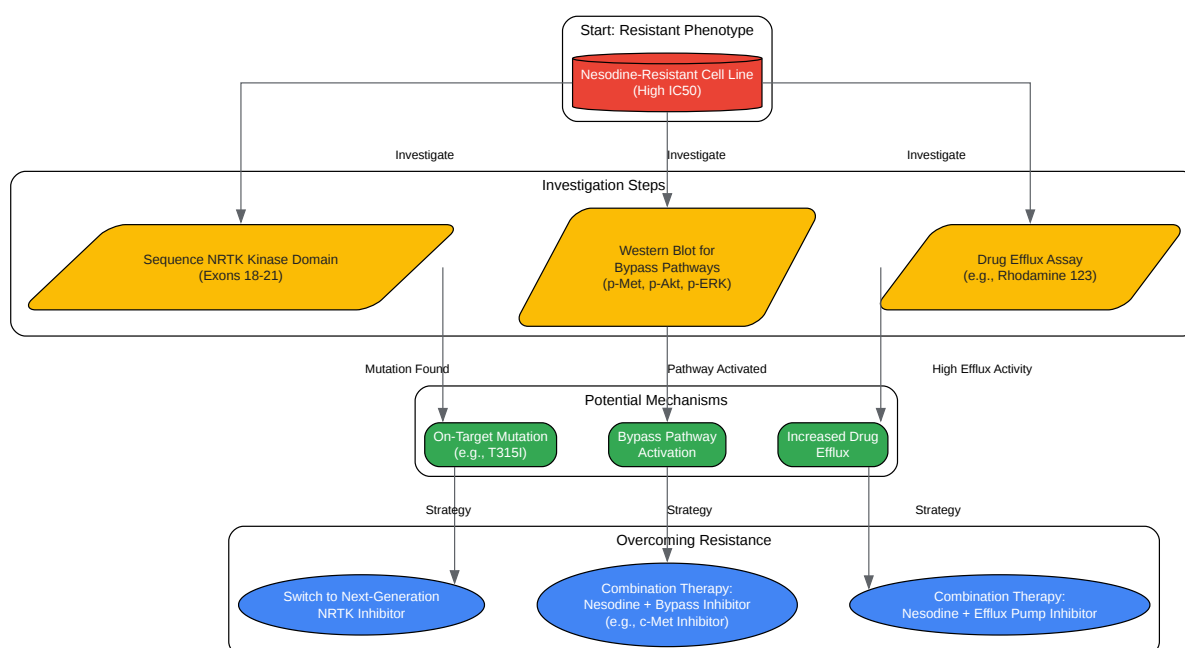 Start: Resistant Phenotype
Nesodine-Resistant Cell Line
(High IC50)
Investigate
Investigate
Investigate
Investigation Steps
Sequence NRTK Kinase Domain
(Exons 18-21)
Western Blot for
Bypass Pathways
(p-Met, p-Akt, p-ERK)
Drug Efflux Assay
(e.g., Rhodamine 123)
Mutation Found
Pathway Activated
High Efflux Activity
Potential Mechanisms
On-Target Mutation
(e.g., T315I)
Bypass Pathway
Activation
Increased Drug
Efflux
Strategy
Strategy
Strategy
Overcoming Resistance
Switch to Next-Generation
NRTK Inhibitor
Combination Therapy:
Nesodine + Bypass Inhibitor
(e.g., c-Met Inhibitor)
Combination Therapy:
Nesodine + Efflux Pump Inhibitor